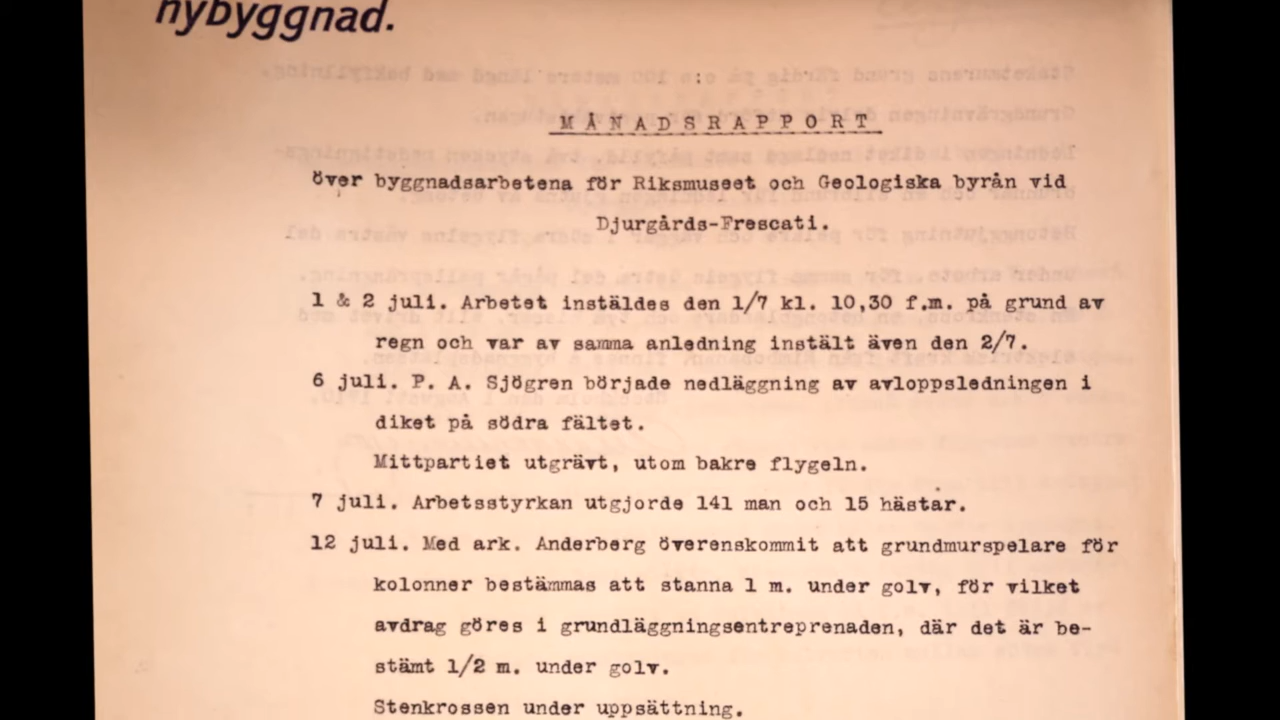 nybyggnad.
MÅNADSRAPPORT
över byggnadsarbetena för Riksmuseet och Geologiska byrån vid
Djurgårds-Frescati.
1 & 2 juli. Arbetet instäldes den 1/7 kl. 10,30 f.m. på grund av
regn och var av samma anledning instält även den 2/7.
6 juli. P. A. Sjögren började nedläggning av avloppsledningen i
diket på södra fältet.
Mittpartiet utgrävt, utom bakre flygeln.
7 juli. Arbetsstyrkan utgjorde 141 man och 15 hästar.
12 juli. Med ark. Anderberg överenskommit att grundmurspelare för
kolonner bestämmas att stanna 1 m. under golv, för vilket
avdrag göres i grundläggningsentreprenaden, där det är be-
stämt 1/2 m. under golv.
Stenkrossen under uppsättning.